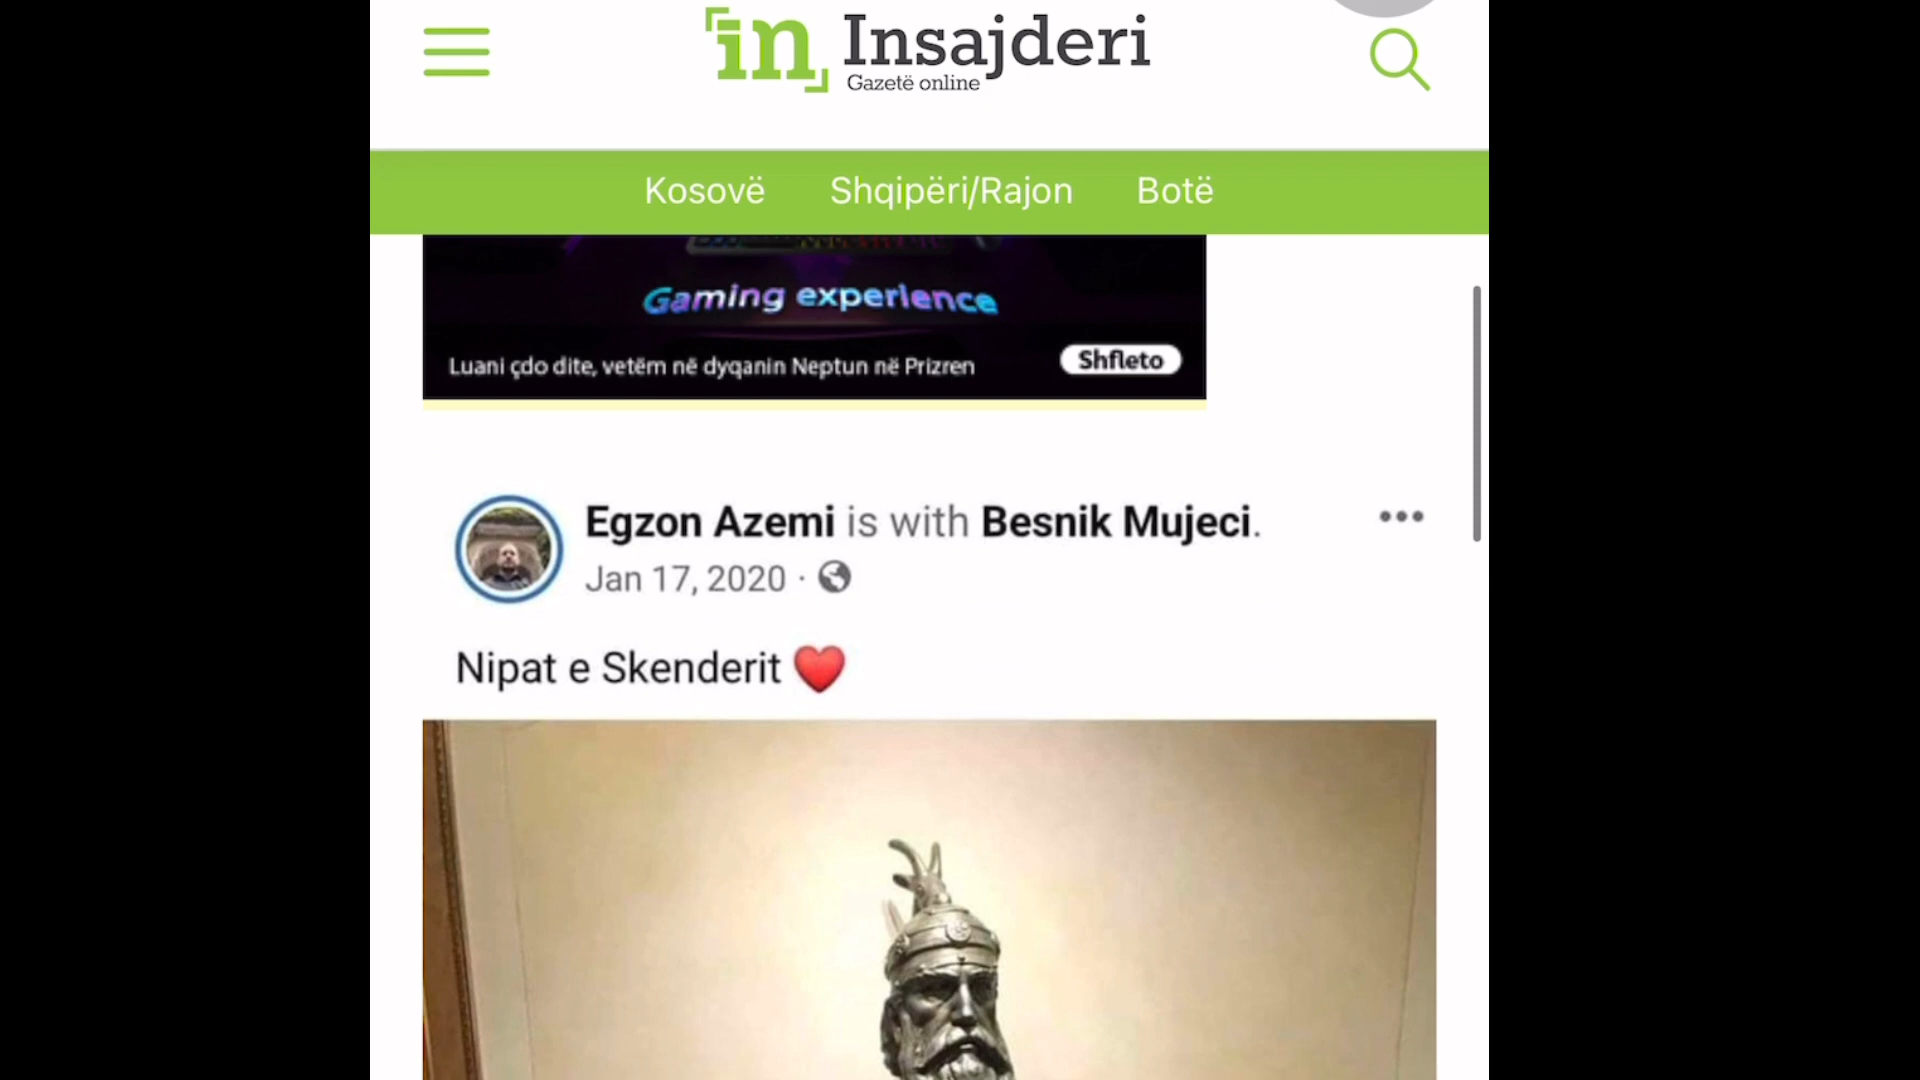 in Insajderi
Gazetë online
Kosovë Shqipëri/Rajon Botë
Gaming experience
Luani çdo dite, vetëm në dyqanin Neptun në Prizren Shfleto
Egzon Azemi is with Besnik Mujeci.
Jan 17, 2020 ·
Nipat e Skenderit ❤️